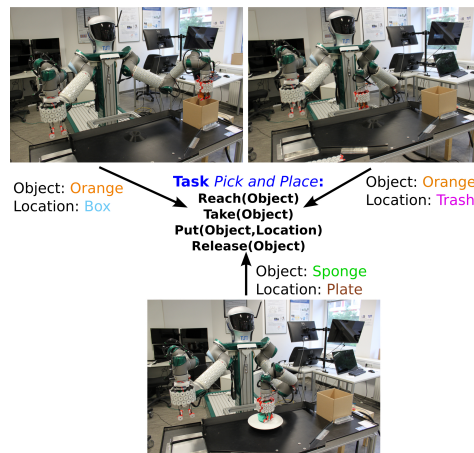 Object: Orange
Location: Box
Task Pick and Place:
Reach(Object)
Take(Object)
Put(Object,Location)
Release(Object)
Object: Orange
Location: Trash
Object: Sponge
Location: Plate